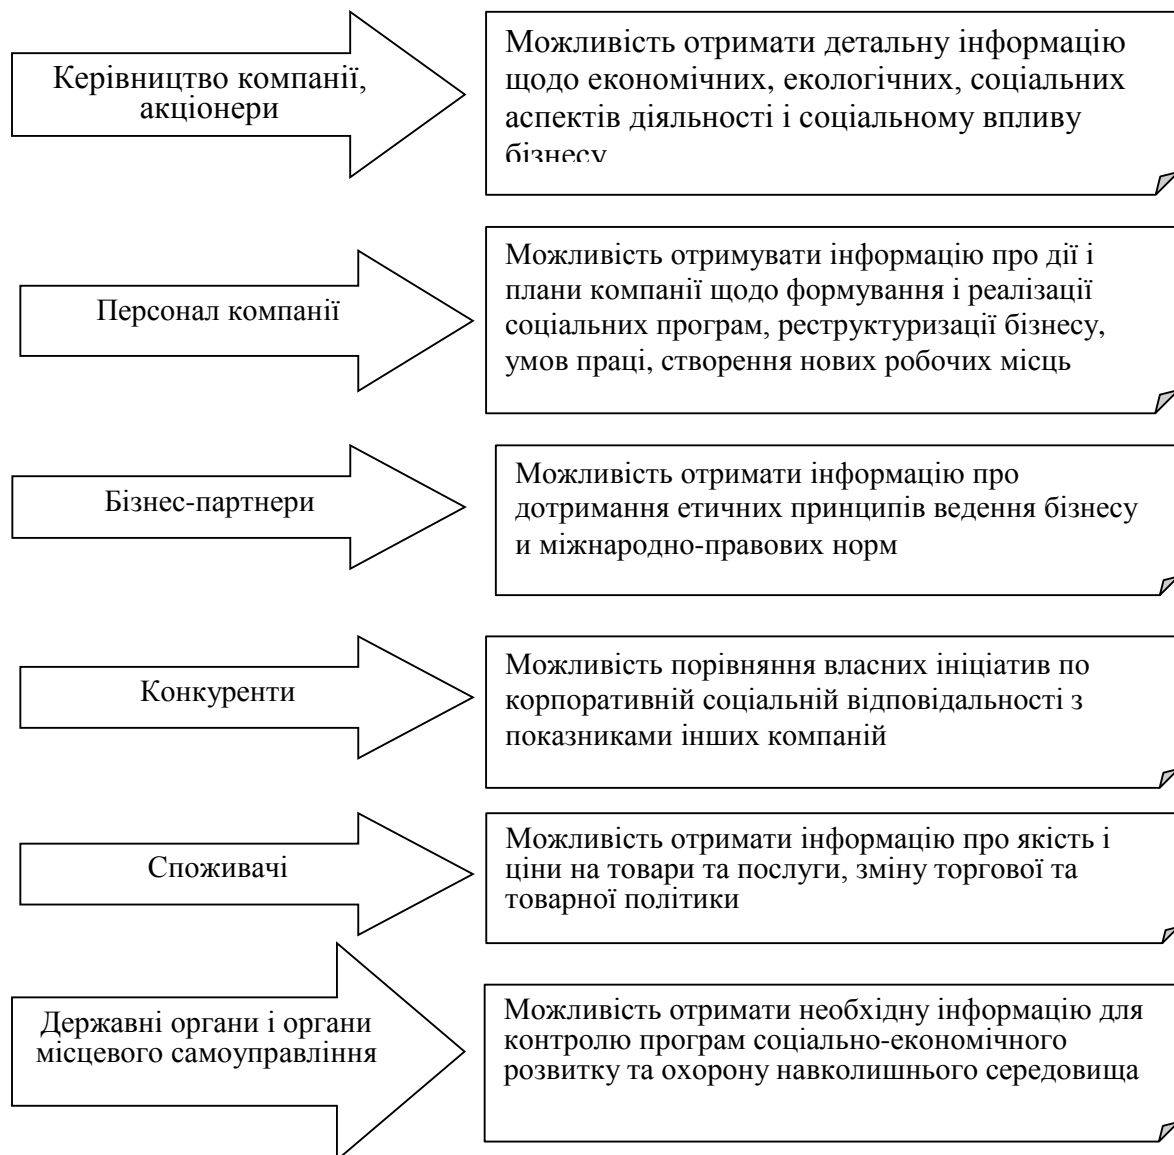 Керівництво компанії,
акціонери
Можливість отримати детальну інформацію
щодо економічних, екологічних, соціальних
аспектів діяльності і соціальному впливу
бізнесу
Персонал компанії
Можливість отримувати інформацію про дії і
плани компанії щодо формування і реалізації
соціальних програм, реструктуризації бізнесу,
умов праці, створення нових робочих місць
Бізнес-партнери
Можливість отримати інформацію про
дотримання етичних принципів ведення бізнесу
и міжнародно-правових норм
Конкуренти
Можливість порівняння власних ініціатив по
корпоративній соціальній відповідальності з
показниками інших компаній
Споживачі
Можливість отримати інформацію про якість і
ціни на товари та послуги, зміну торгової та
товарної політики
Державні органи і органи
місцевого самоуправління
Можливість отримати необхідну інформацію для
контролю програм соціально-економічного
розвитку та охорону навколишнього середовища